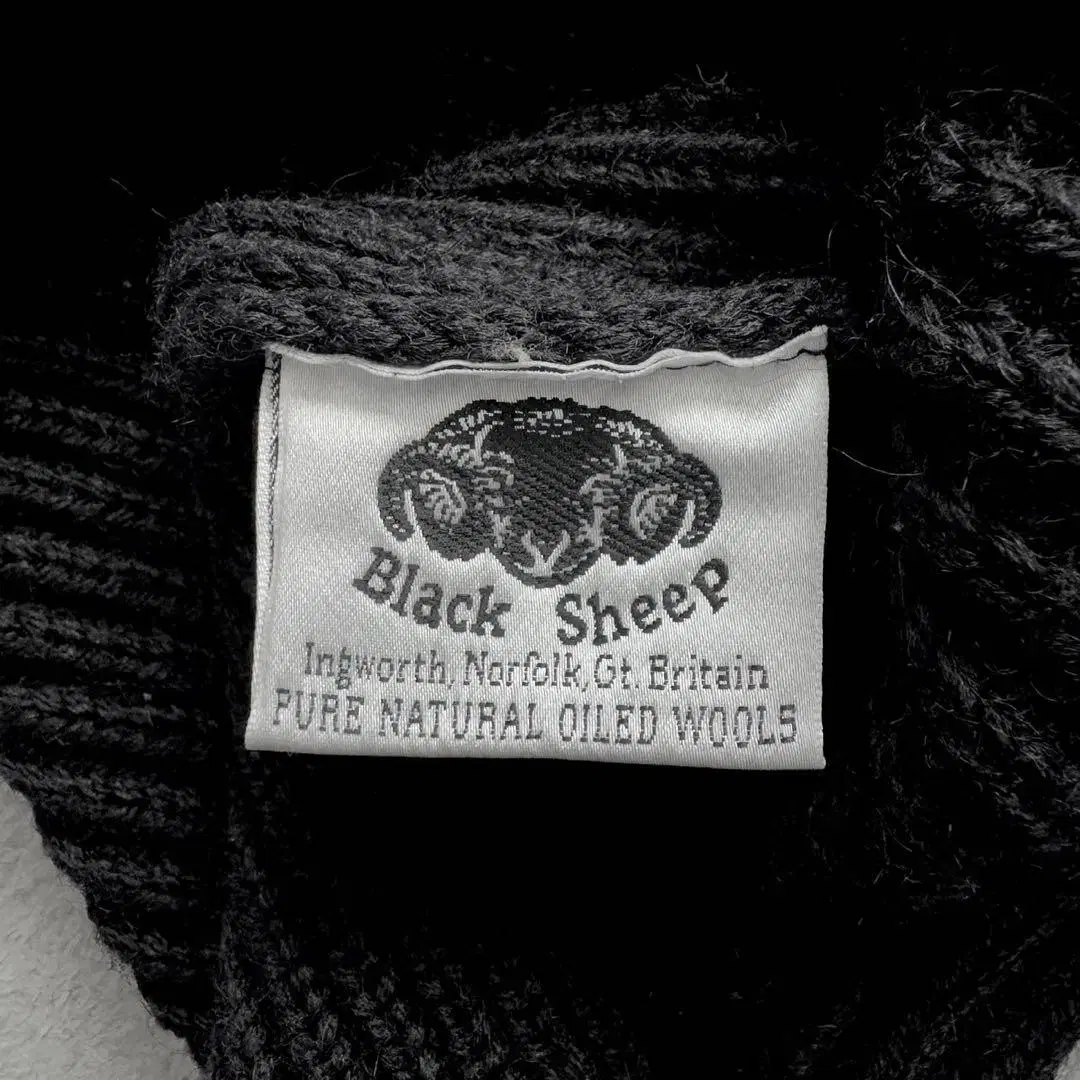 Black Sheep
Ingworth, Norfolk, Gt. Britain
PURE NATURAL OILED WOOLS